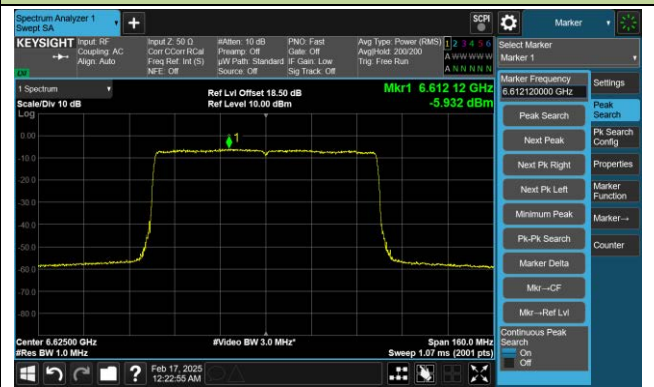 Spectrum Analyzer 1
Swept SA
SCPI
Marker
KEYSIGHT
Input: RF
Coupling: AC
Align: Auto
Input Z: 50 Ω
Corr CCorr RCal
Freq Ref: Int (S)
NFE: Off
#Atten: 10 dB
Preamp: Off
µW Path: Standard
Source: Off
PNO: Fast
Gate: Off
IF Gain: Low
Sig Track: Off
Avg Type: Power (RMS)
Avg|Hold: 200/200
Trig: Free Run
1 2 3 4 5 6
A W W W W W
A N N N N N
Select Marker
Marker 1
1 Spectrum
Scale/Div 10 dB
Log
Ref Lvl Offset 18.50 dB
Ref Level 10.00 dBm
Mkr1 6.612 12 GHz
-5.932 dBm
0.00
-10.0
-20.0
-30.0
-40.0
-50.0
-60.0
-70.0
-80.0
1
Center 6.62500 GHz
#Res BW 1.0 MHz
#Video BW 3.0 MHz*
Span 160.0 MHz
Sweep 1.07 ms (2001 pts)
Marker Frequency
6.612120000 GHz
Peak Search
Next Peak
Next Pk Right
Next Pk Left
Minimum Peak
Pk-Pk Search
Marker Delta
Mkr→CF
Mkr→Ref Lvl
Continuous Peak
Search
On
Off
Settings
Peak
Search
Pk Search
Config
Properties
Marker
Function
Marker→
Counter
?
Feb 17, 2025
12:22:55 AM